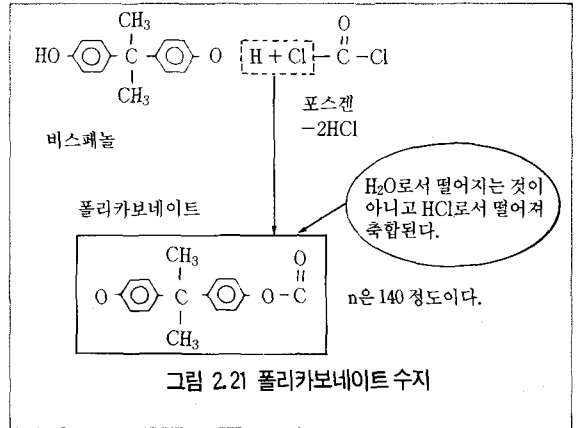 CH₃ O
HO C O H + Cl C Cl
CH₃
포스겐
−2HCl
비스페놀
H₂O로서 떨어지는 것이
아니고 HCl로서 떨어져
축합된다.
폴리카보네이트
CH₃ O
O C O − C
CH₃
n은 140 정도이다.
그림 2.21 폴리카보네이트 수지